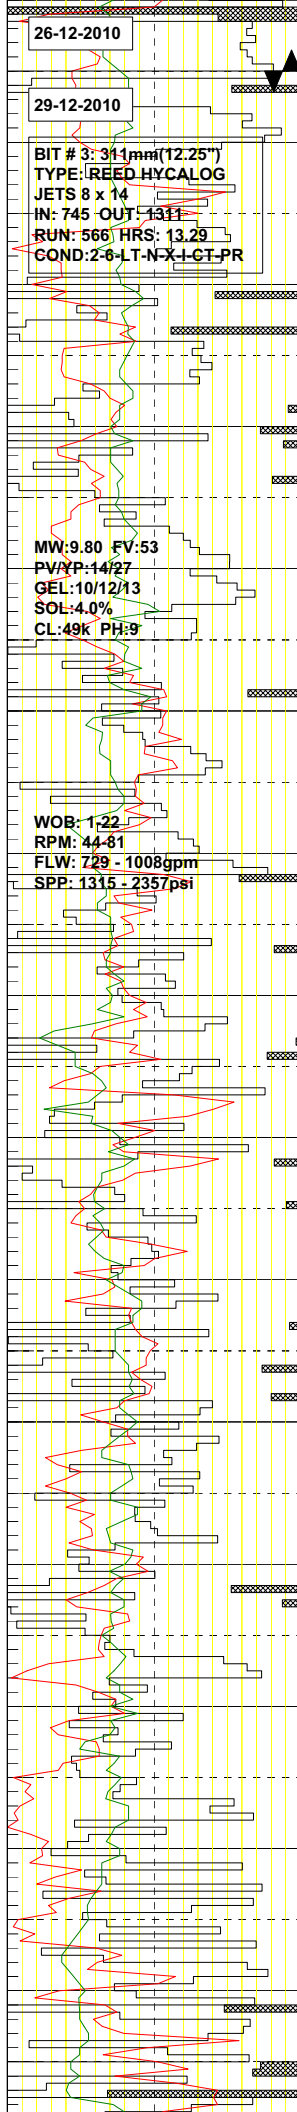 26-12-2010
29-12-2010
BIT # 3: 311mm(12.25")
TYPE: REED HYCALOG
JETS 8 x 14
IN: 745 OUT: 1311
RUN: 566 HRS: 13.29
COND:2-6-LT-N-X-I-CT-PR
MW:9.80 FV:53
PV/YP:14/27
GEL:10/12/13
SOL:4.0%
CL:49k PH:9
WOB: 1-22
RPM: 44-81
FLW: 729 - 1008gpm
SPP: 1315 - 2357psi